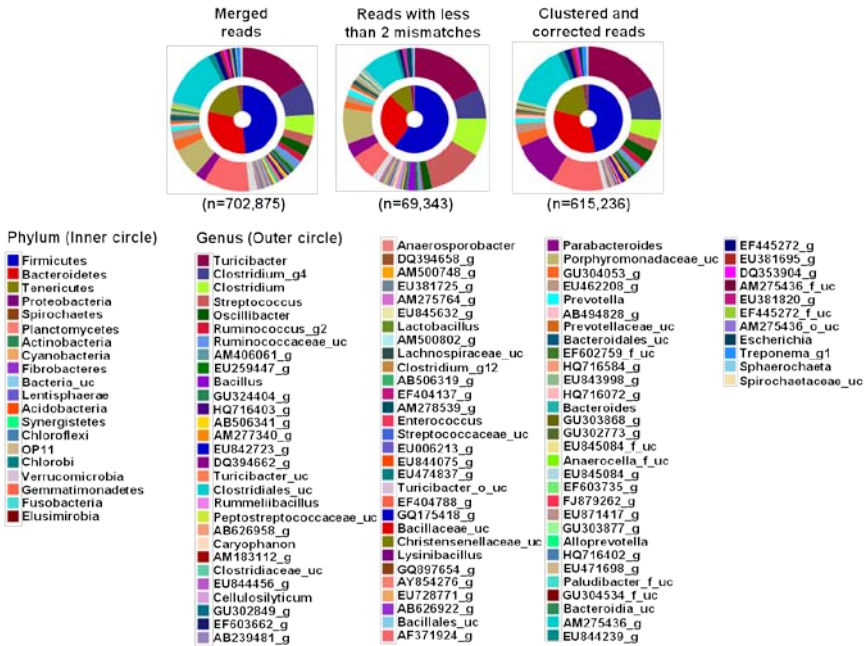 Merged
reads
Reads with less
than 2 mismatches
Clustered and
corrected reads
(n=702,875)
(n=69,343)
(n=615,236)
Phylum (Inner circle)
Firmicutes
Bacteroidetes
Tenericutes
Proteobacteria
Spirochaetes
Planctomycetes
Actinobacteria
Cyanobacteria
Fibrobacteres
Bacteria_uc
Lentisphaerae
Acidobacteria
Synergistetes
Chloroflexi
OP11
Chlorobi
Verrucomicrobia
Gemmatimonadetes
Fusobacteria
Elusimirobia
Genus (Outer circle)
Turicibacter
Clostridium_g4
Clostridium
Streptococcus
Oscillibacter
Ruminococcus_g2
Ruminococcaceae_uc
AM406061_g
EU259447_g
Bacillus
GU324404_g
HQ716403_g
AB506341_g
AM277340_g
EU842723_g
DQ394662_g
Turicibacter_uc
Clostridiales_uc
Rummeliibacillus
Peptostreptococcaceae_uc
AB626958_g
Caryophanon
AM183112_g
Clostridiaceae_uc
EU844456_g
Cellulosilyticum
GU302849_g
EF603662_g
AB239481_g
Anaerosporobacter
DQ394658_g
AM500748_g
EU381725_g
AM275764_g
EU845632_g
Lactobacillus
AM500802_g
Lachnospiraceae_uc
Clostridium_g12
AB506319_g
EF404137_g
AM278539_g
Enterococcus
Streptococcaceae_uc
EU006213_g
EU844075_g
EU474837_g
Turicibacter_o_uc
EF404788_g
GQ175418_g
Bacillaceae_uc
Christensenellaceae_uc
Lysinibacillus
GQ897654_g
AY854276_g
EU728771_g
AB626922_g
Bacillales_uc
AF371924_g
Parabacteroides
Porphyromonadaceae_uc
GU304053_g
EU462208_g
Prevotella
AB494828_g
Prevotellaceae_uc
Bacteroidales_uc
EF602759_f_uc
HQ716584_g
EU843998_g
HQ716072_g
Bacteroides
GU303868_g
GU302773_g
EU845084_f_uc
Anaerocella_f_uc
EU845084_g
EF603735_g
FJ879262_g
EU871417_g
GU303877_g
Alloprevotella
HQ716402_g
EU471698_g
Paludibacter_f_uc
GU304534_f_uc
Bacteroidia_uc
AM275436_g
EU844239_g
EF445272_g
EU381695_g
DQ353904_g
AM275436_f_uc
EU381820_g
EF445272_f_uc
AM275436_o_uc
Escherichia
Treponema_g1
Sphaerochaeta
Spirochaetaceae_uc